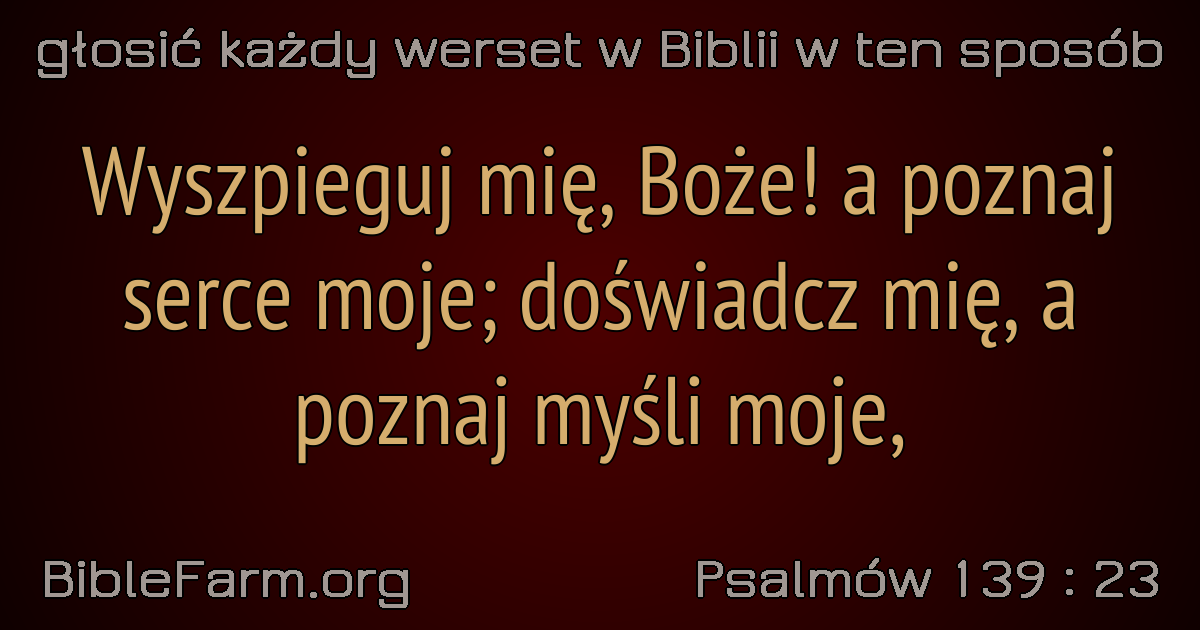 głosić każdy werset w Biblii w ten sposób
Wyszpieguj mię, Boże! a poznaj
serce moje; doświadcz mię, a
poznaj myśli moje,
BibleFarm.org
Psalmów 139 : 23